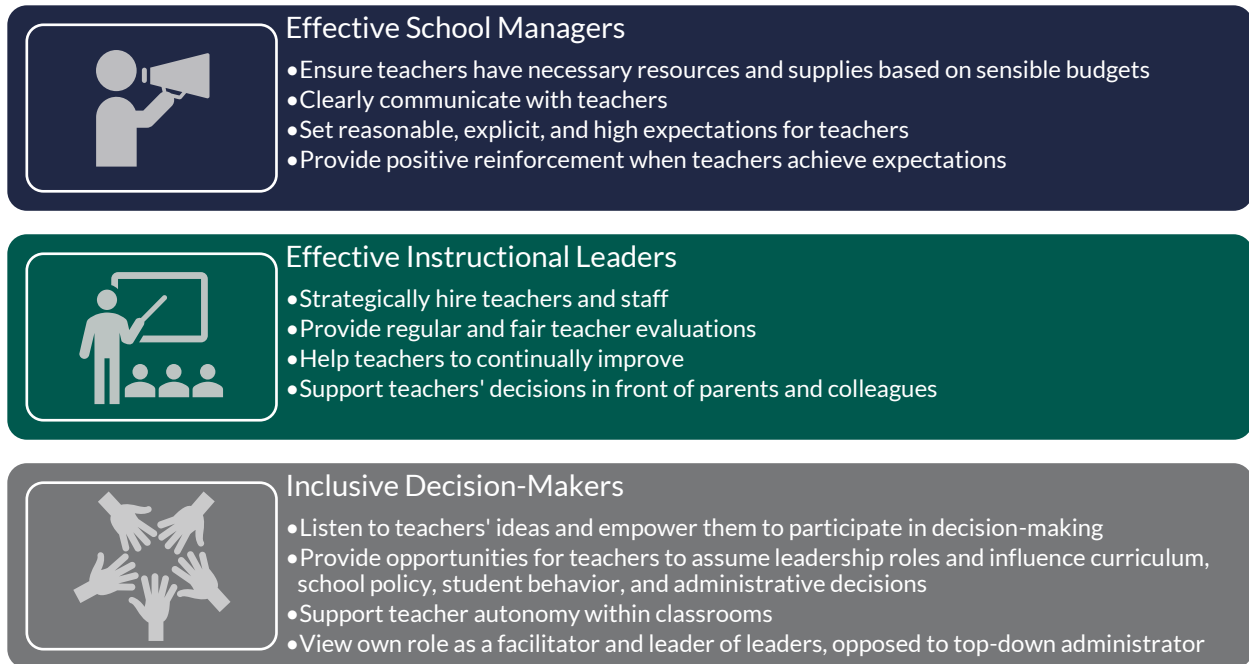 Effective School Managers
•Ensure teachers have necessary resources and supplies based on sensible budgets
•Clearly communicate with teachers
•Set reasonable, explicit, and high expectations for teachers
•Provide positive reinforcement when teachers achieve expectations
Effective Instructional Leaders
•Strategically hire teachers and staff
•Provide regular and fair teacher evaluations
•Help teachers to continually improve
•Support teachers' decisions in front of parents and colleagues
Inclusive Decision-Makers
•Listen to teachers' ideas and empower them to participate in decision-making
•Provide opportunities for teachers to assume leadership roles and influence curriculum,
school policy, student behavior, and administrative decisions
•Support teacher autonomy within classrooms
•View own role as a facilitator and leader of leaders, opposed to top-down administrator